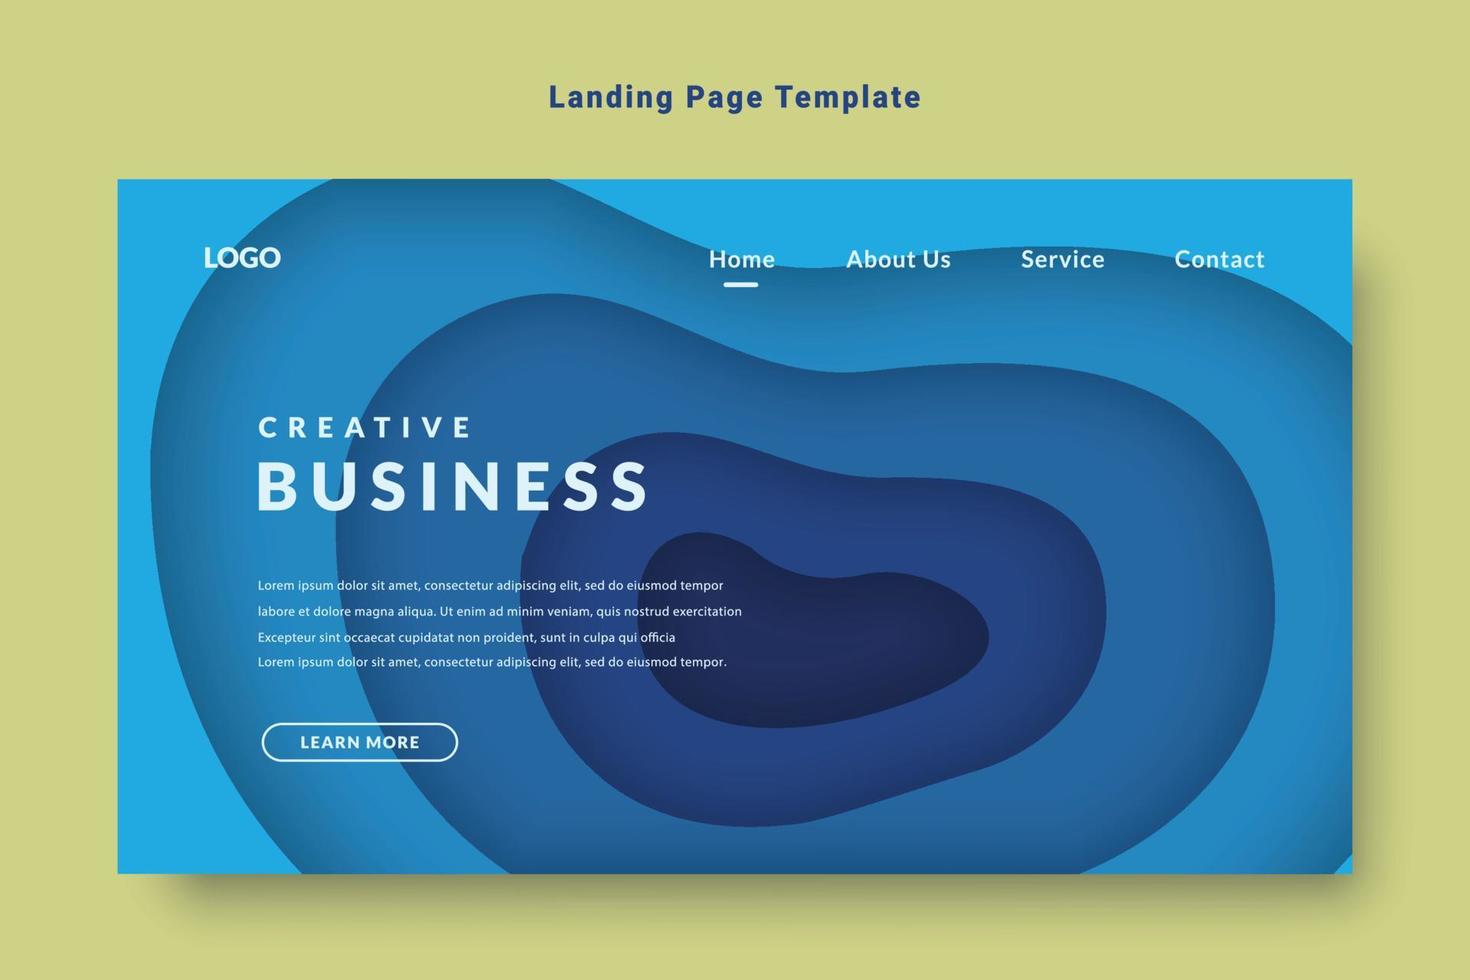 Landing Page Template
LOGO
Home About Us Service Contact
CREATIVE
BUSINESS
Lorem ipsum dolor sit amet, consectetur adipiscing elit, sed do eiusmod tempor
labore et dolore magna aliqua. Ut enim ad minim veniam, quis nostrud exercitation
Excepteur sint occaecat cupidatat non proident, sunt in culpa qui officia
Lorem ipsum dolor sit amet, consectetur adipiscing elit, sed do eiusmod tempor.
LEARN MORE